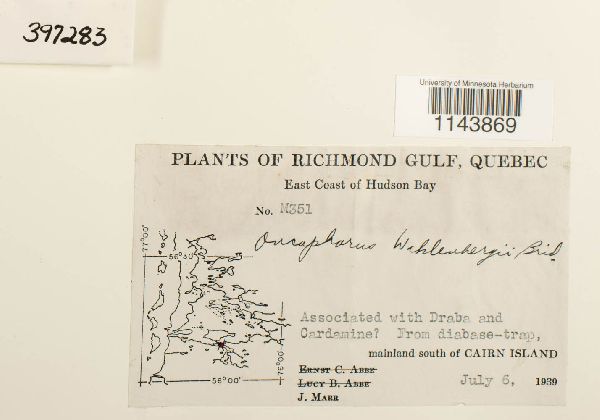 397283
University of Minnesota Herbarium
1143869
PLANTS OF RICHMOND GULF, QUEBEC
East Coast of Hudson Bay
No. M351
Oncophorus Wahlenbergii Brid
77°00'
56°30'
Associated with Draba and
Cardamine? From diabase-trap,
mainland south of CAIRN ISLAND
56°00'
76°00'
ERNST C. ABBE
LUCY B. ABBE
July 6, 1939
J. MARR